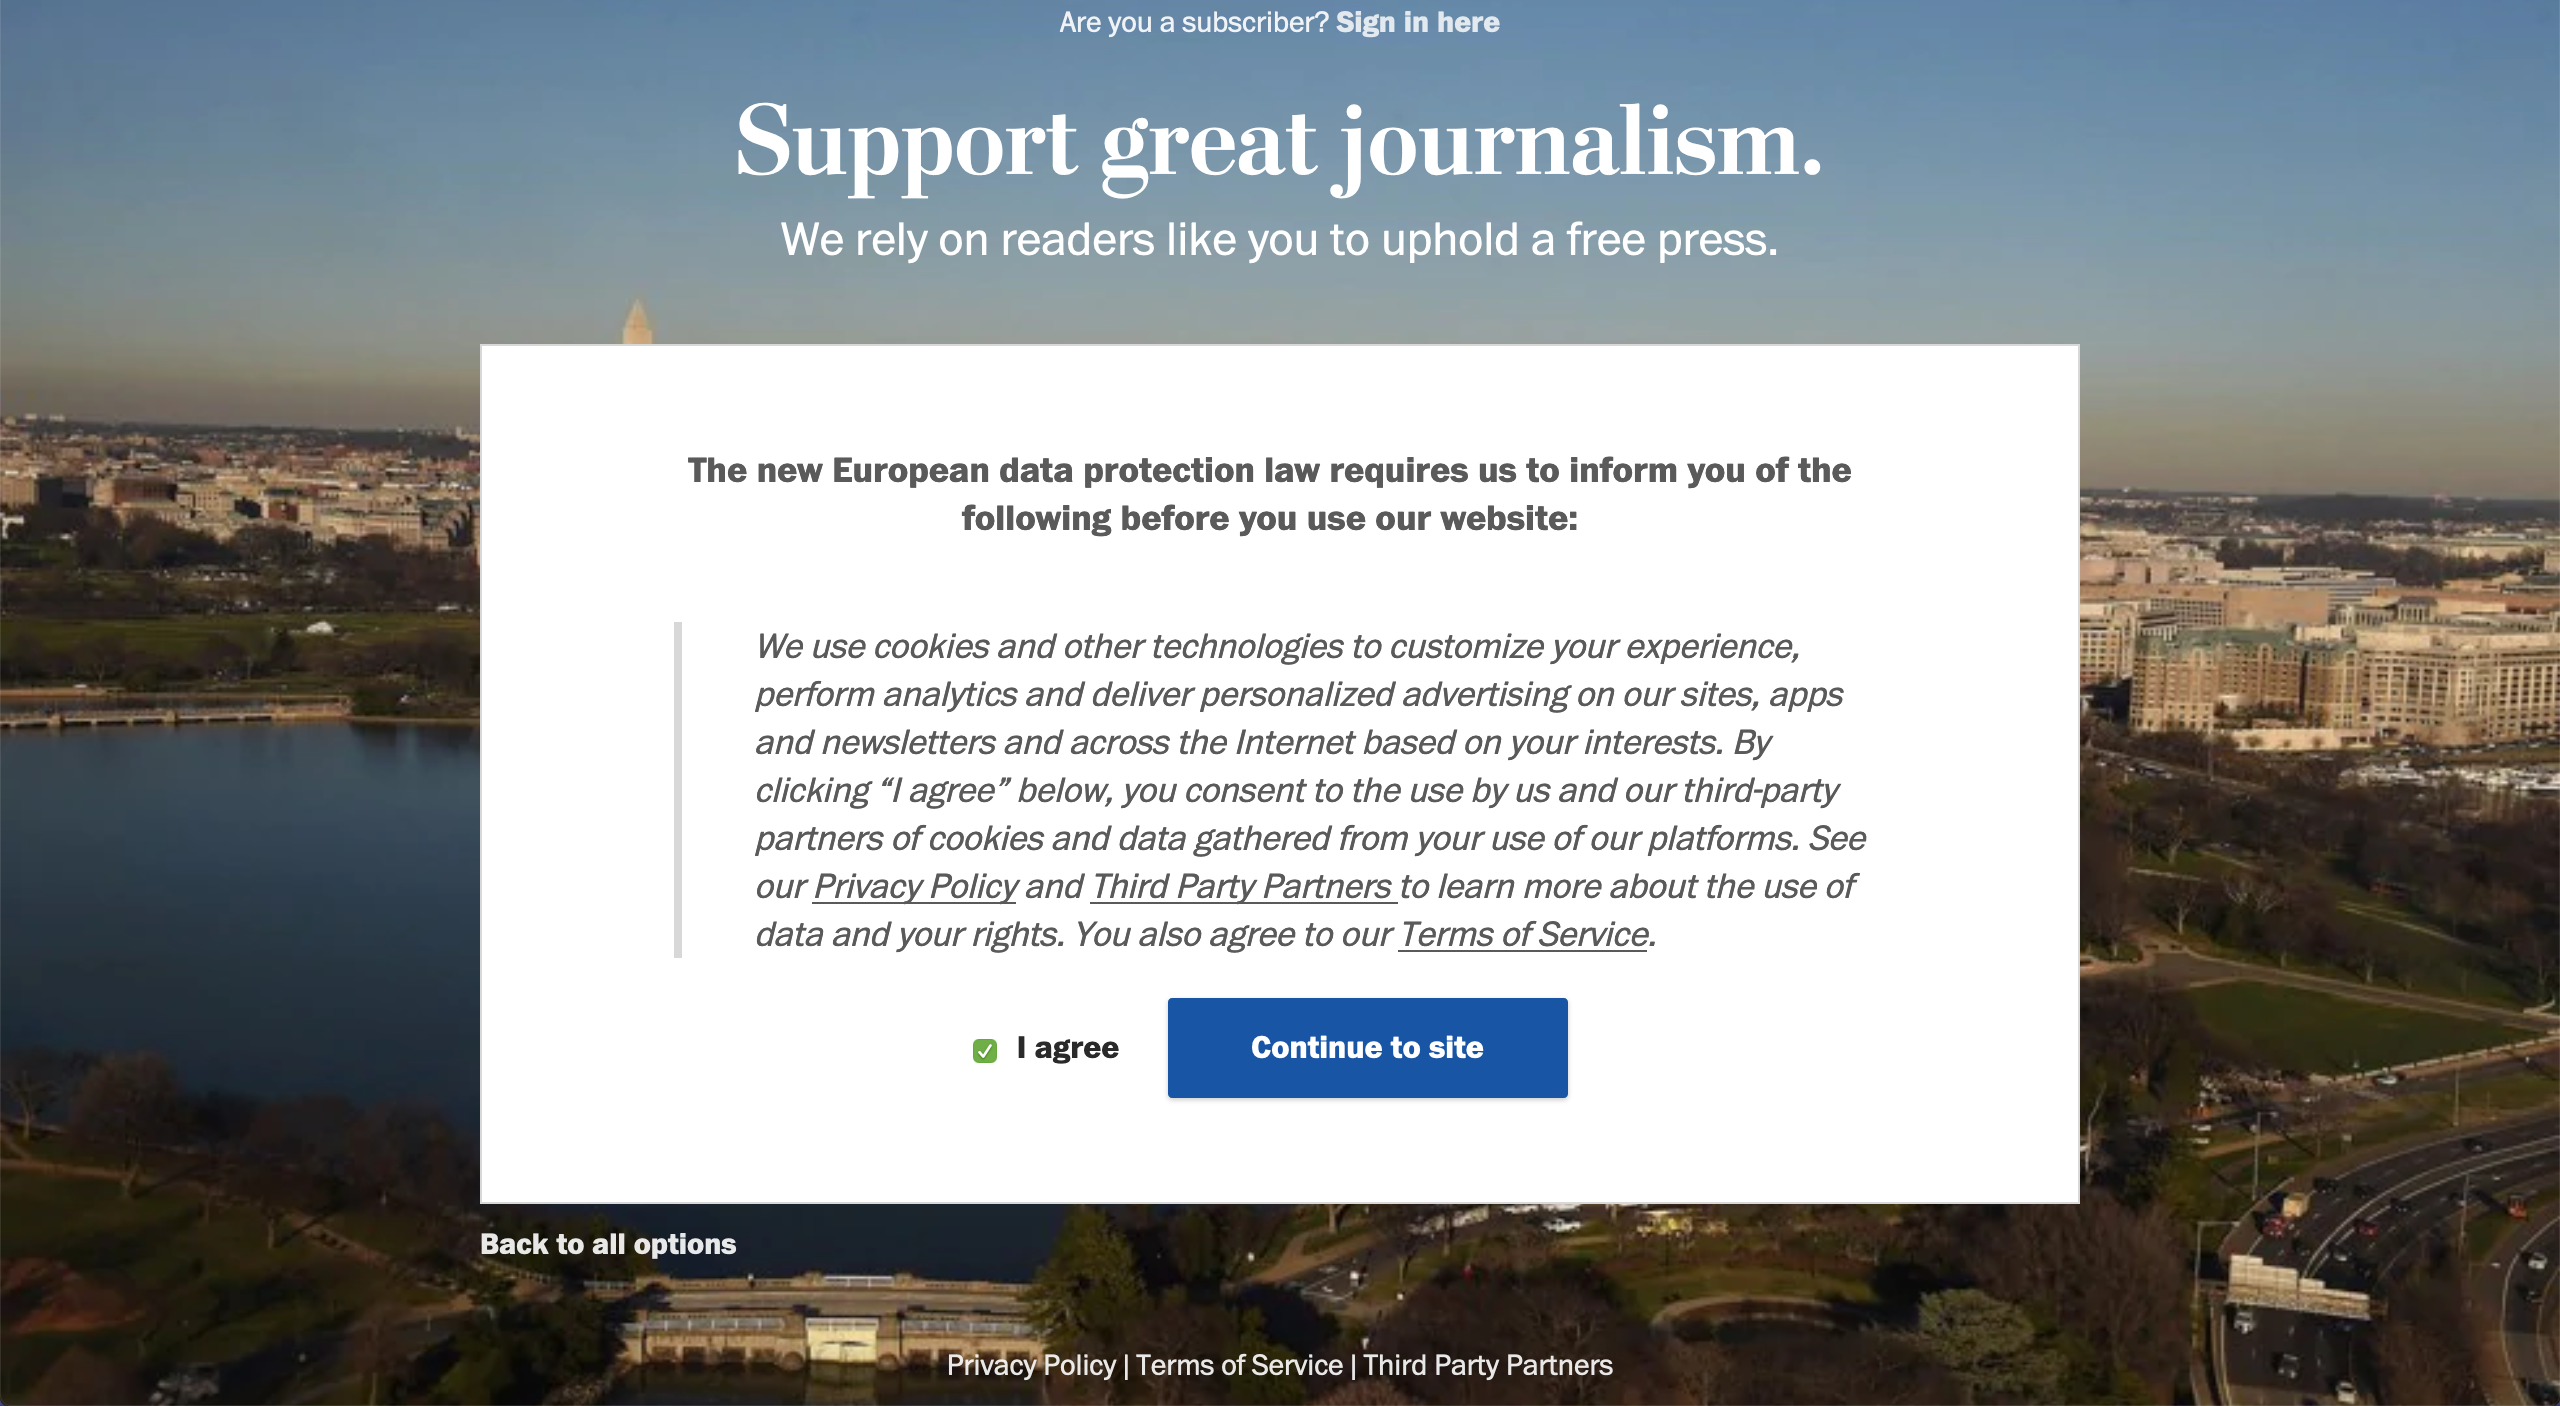 Are you a subscriber? Sign in here
Support great journalism.
We rely on readers like you to uphold a free press.
The new European data protection law requires us to inform you of the
following before you use our website:
We use cookies and other technologies to customize your experience,
perform analytics and deliver personalized advertising on our sites, apps
and newsletters and across the Internet based on your interests. By
clicking “I agree” below, you consent to the use by us and our third-party
partners of cookies and data gathered from your use of our platforms. See
our Privacy Policy and Third Party Partners to learn more about the use of
data and your rights. You also agree to our Terms of Service.
I agree
Continue to site
Back to all options
Privacy Policy | Terms of Service | Third Party Partners